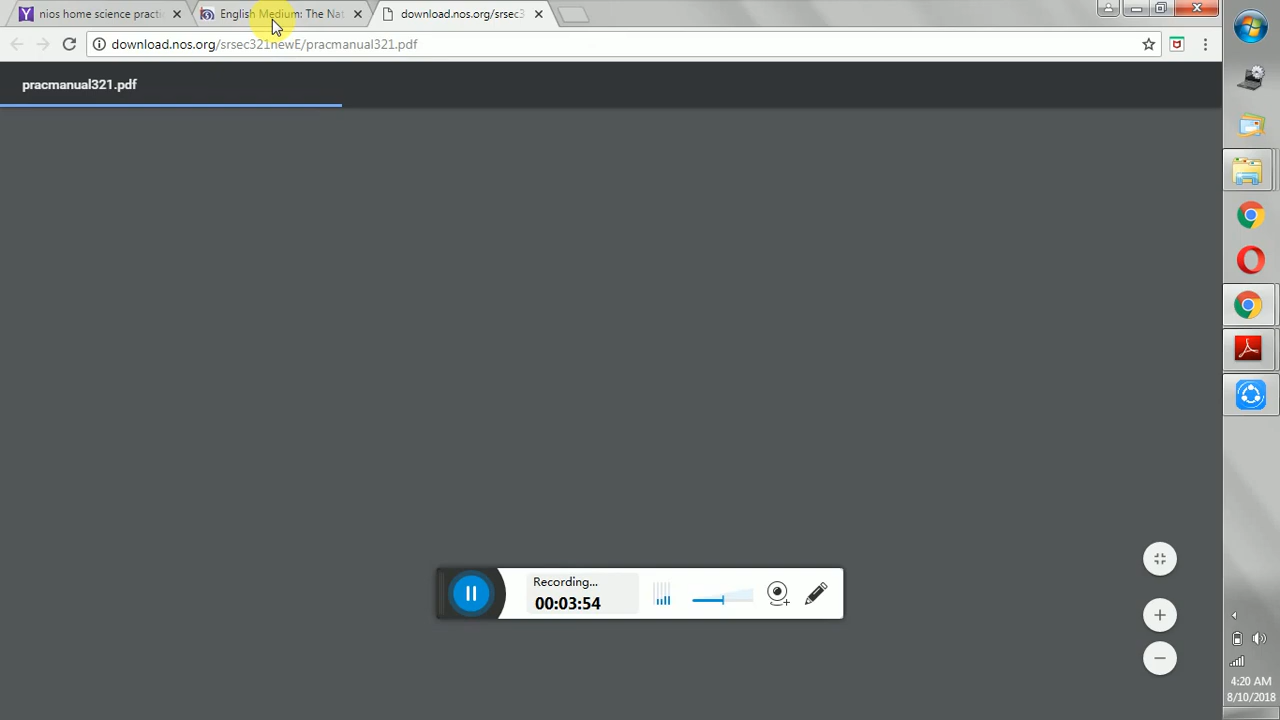 nios home science practi
English Medium: The Nat
download.nos.org/srsec3
download.nos.org/srsec321newE/pracmanual321.pdf
pracmanual321.pdf
Recording...
00:03:54
4:20 AM
8/10/2018